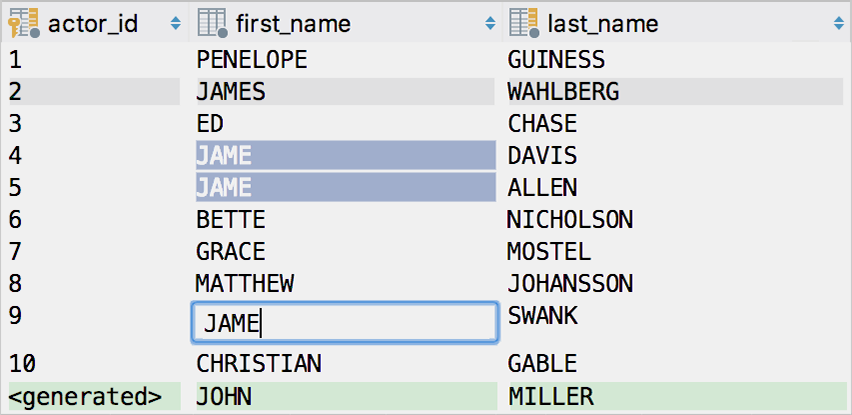 actor_id first_name last_name
1 PENELOPE GUINESS
2 JAMES WAHLBERG
3 ED CHASE
4 JAME DAVIS
5 JAME ALLEN
6 BETTE NICHOLSON
7 GRACE MOSTEL
8 MATTHEW JOHANSSON
9 JAME SWANK
10 CHRISTIAN GABLE
<generated> JOHN MILLER